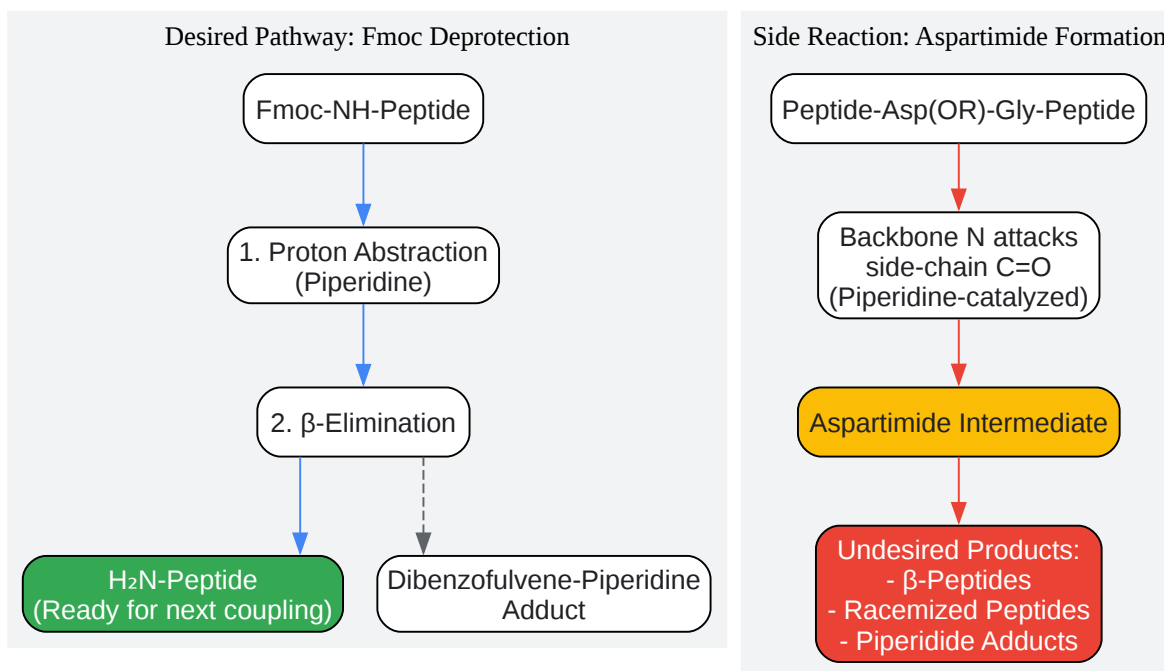 Desired Pathway: Fmoc Deprotection
Fmoc-NH-Peptide
1. Proton Abstraction
(Piperidine)
2. β-Elimination
H₂N-Peptide
(Ready for next coupling)
Dibenzofulvene-Piperidine
Adduct
Side Reaction: Aspartimide Formation
Peptide-Asp(OR)-Gly-Peptide
Backbone N attacks
side-chain C=O
(Piperidine-catalyzed)
Aspartimide Intermediate
Undesired Products:
- β-Peptides
- Racemized Peptides
- Piperidide Adducts